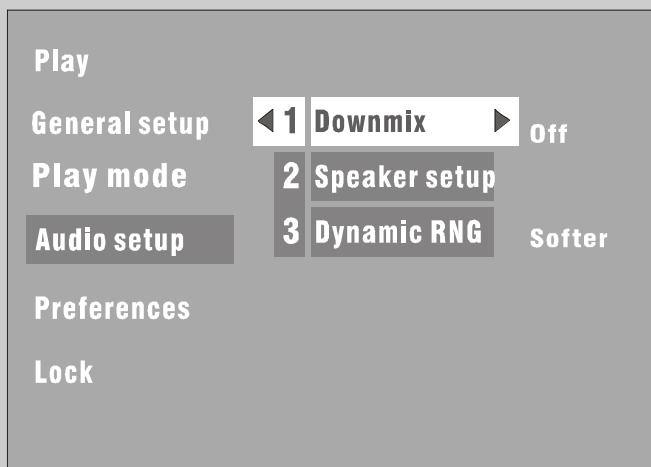 Play
General setup
1 Downmix Off
Play mode
2 Speaker setup
Audio setup
3 Dynamic RNG Softer
Preferences
Lock